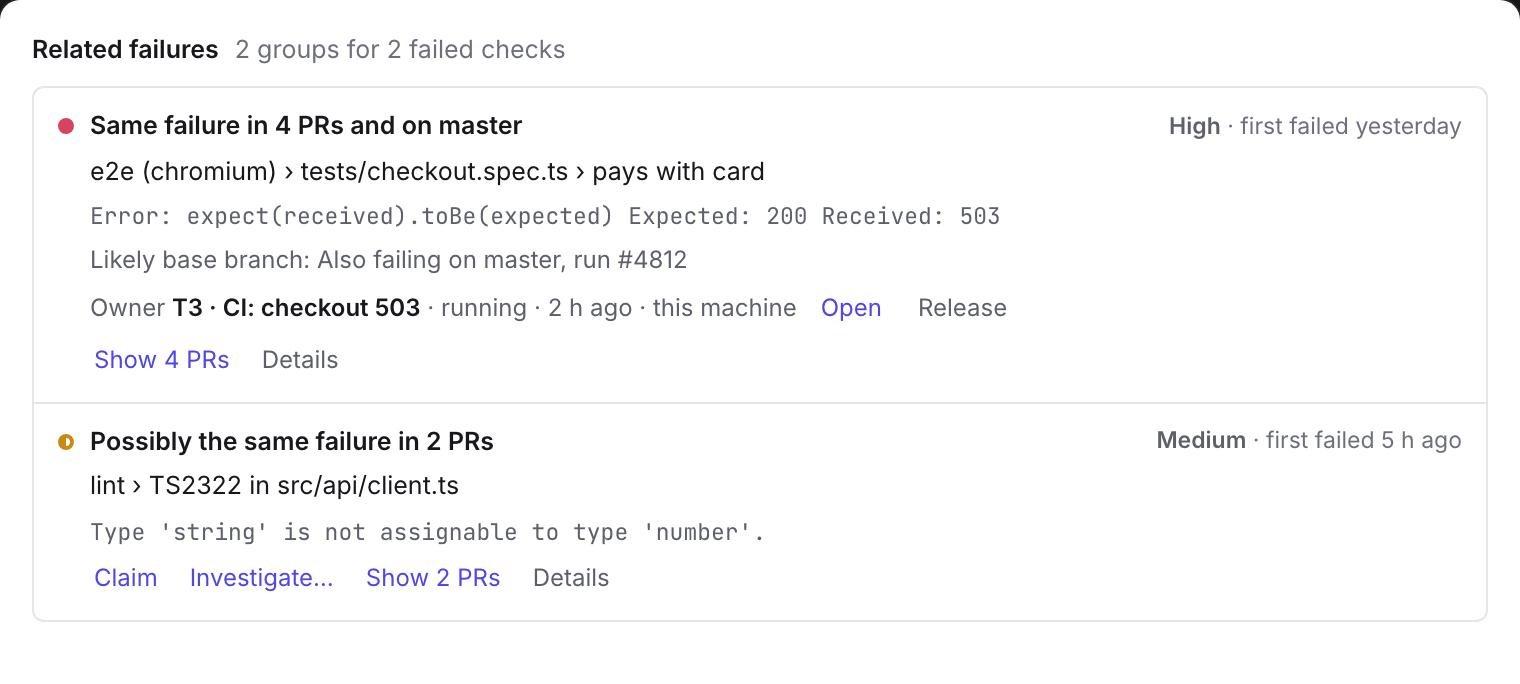 Related failures 2 groups for 2 failed checks
Same failure in 4 PRs and on master High · first failed yesterday
e2e (chromium) › tests/checkout.spec.ts › pays with card
Error: expect(received).toBe(expected) Expected: 200 Received: 503
Likely base branch: Also failing on master, run #4812
Owner T3 · CI: checkout 503 · running · 2 h ago · this machine Open Release
Show 4 PRs Details
Possibly the same failure in 2 PRs Medium · first failed 5 h ago
lint › TS2322 in src/api/client.ts
Type 'string' is not assignable to type 'number'.
Claim Investigate... Show 2 PRs Details